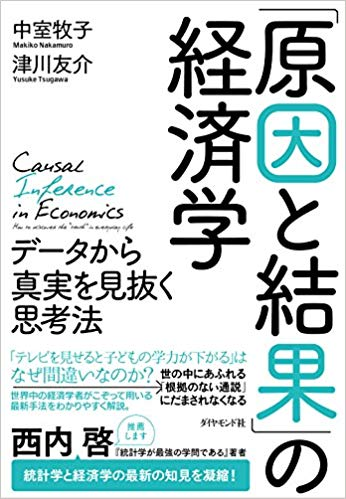 「原因と結果」の
経済学
中室牧子
Makiko Nakamuro
津川友介
Yusuke Tsugawa
Causal
Inference
in Economics
How to discover the "truth" in everyday life
データから
真実を見抜く
思考法
「テレビを見せると子どもの学力が下がる」は
なぜ間違いなのか?
世界中の経済学者がこぞって用いる
最新手法をわかりやすく解説。
世の中にあふれる
「根拠のない通説」
にだまされなくなる
ダイヤモンド社
西内 啓
推薦
します
『統計学が最強の学問である』著者
統計学と経済学の最新の知見を凝縮!